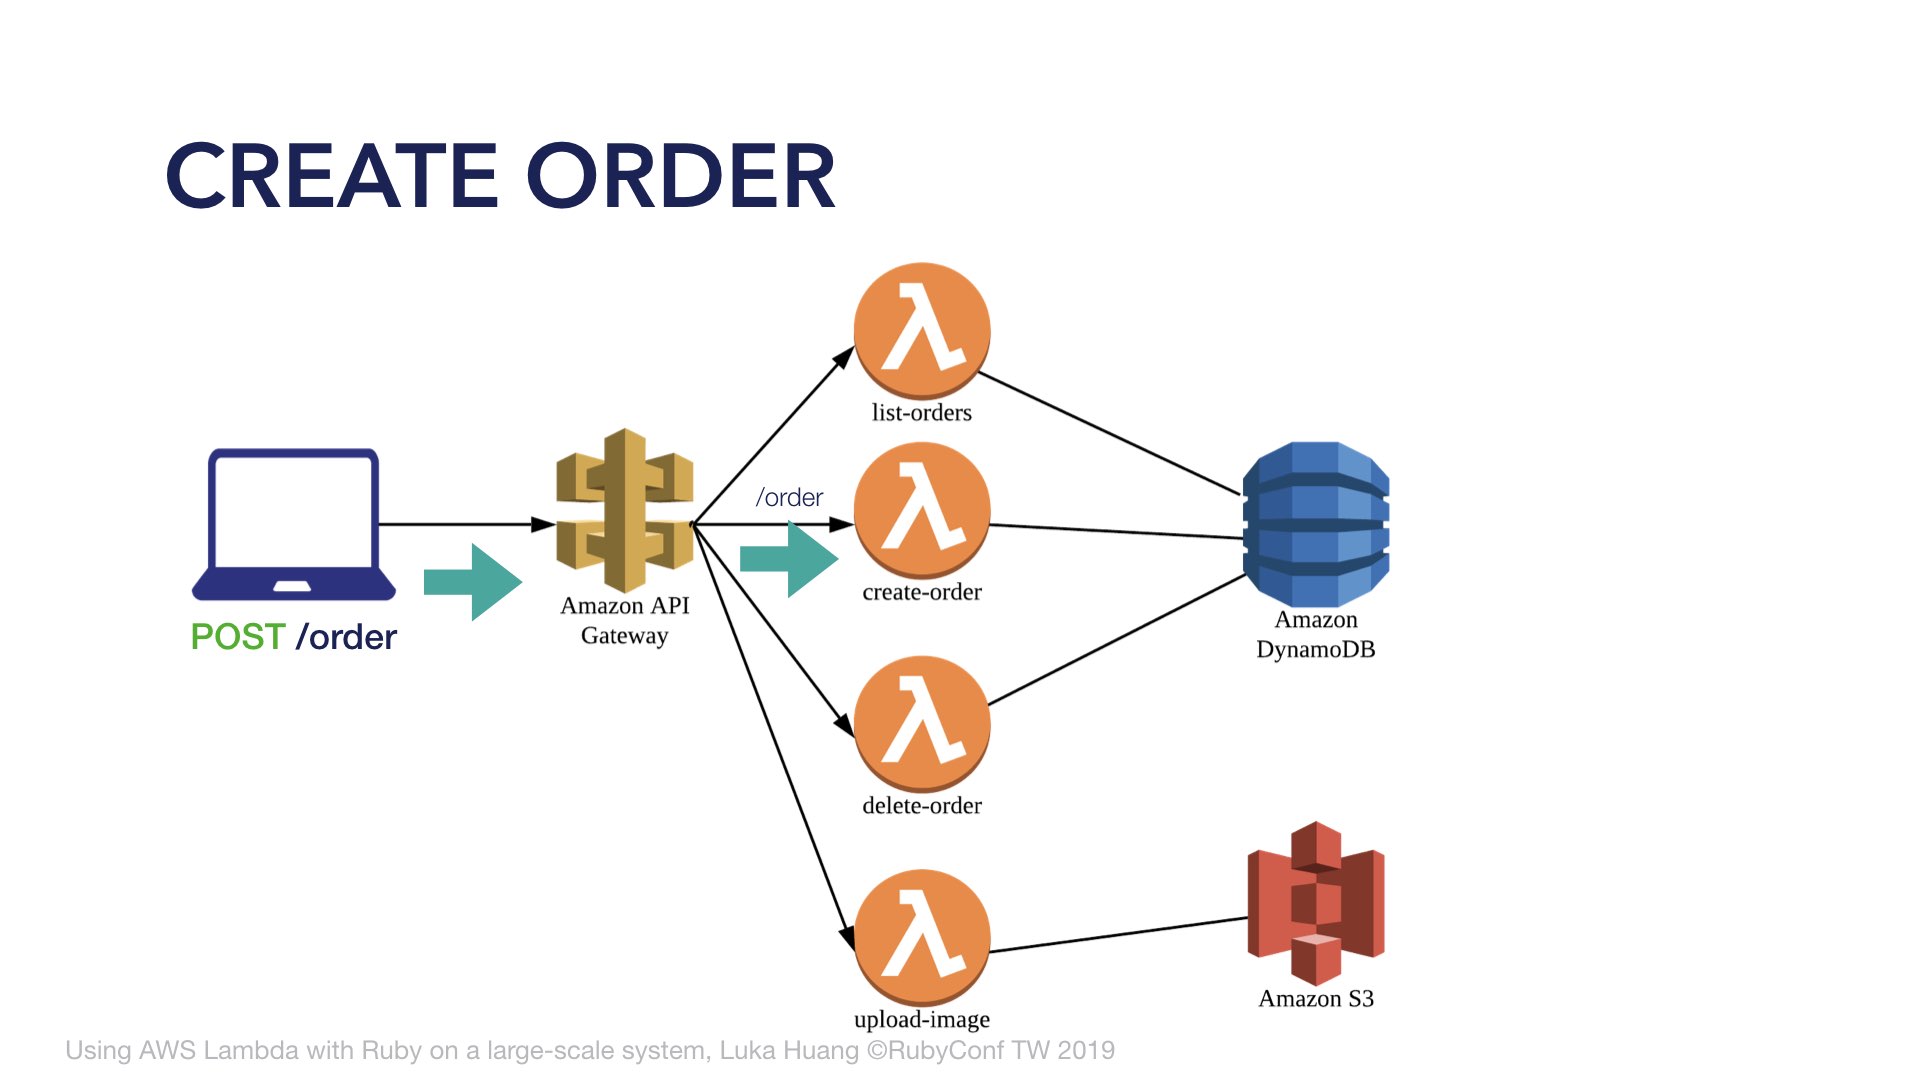 CREATE ORDER
list-orders
/order
create-order
Amazon API
Gateway
POST /order
Amazon
DynamoDB
delete-order
Amazon S3
upload-image
Using AWS Lambda with Ruby on a large-scale system, Luka Huang ©RubyConf TW 2019